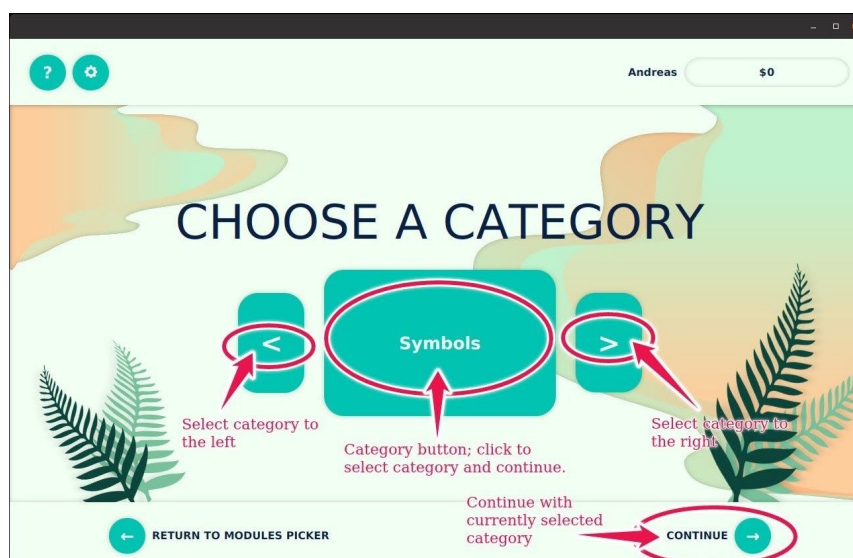 ?
Andreas
$0
CHOOSE A CATEGORY
<
Symbols
>
Select category to
the left
Category button; click to
select category and continue.
Select category to
the right
← RETURN TO MODULES PICKER
Continue with
currently selected
category
CONTINUE →